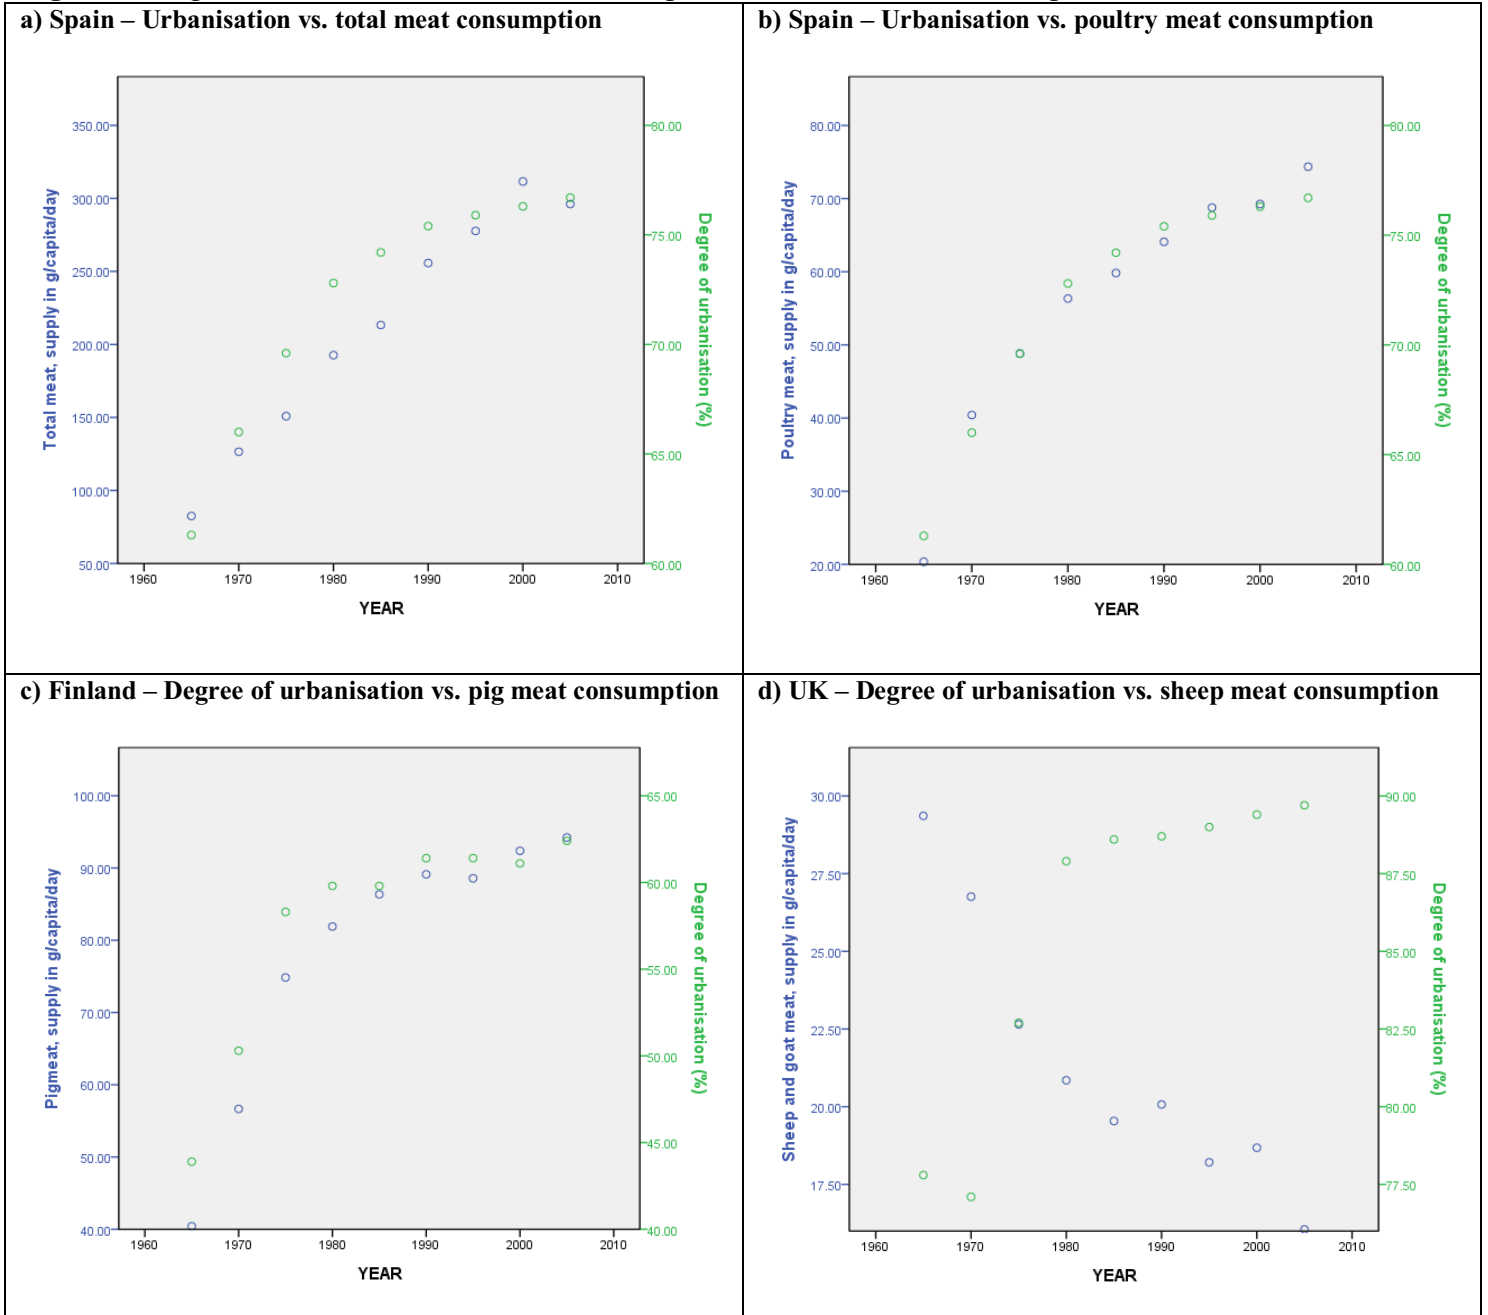 a) Spain – Urbanisation vs. total meat consumption
350.00
300.00
250.00
200.00
150.00
100.00
50.00
Total meat, supply in g/capita/day
80.00
75.00
70.00
65.00
60.00
Degree of urbanisation (%)
1960 1970 1980 1990 2000 2010
YEAR
b) Spain – Urbanisation vs. poultry meat consumption
80.00
70.00
60.00
50.00
40.00
30.00
20.00
Poultry meat, supply in g/capita/day
80.00
75.00
70.00
65.00
60.00
Degree of urbanisation (%)
1960 1970 1980 1990 2000 2010
YEAR
c) Finland – Degree of urbanisation vs. pig meat consumption
100.00
90.00
80.00
70.00
60.00
50.00
40.00
Pigmeat, supply in g/capita/day
65.00
60.00
55.00
50.00
45.00
40.00
Degree of urbanisation (%)
1960 1970 1980 1990 2000 2010
YEAR
d) UK – Degree of urbanisation vs. sheep meat consumption
30.00
27.50
25.00
22.50
20.00
17.50
Sheep and goat meat, supply in g/capita/day
90.00
87.50
85.00
82.50
80.00
77.50
Degree of urbanisation (%)
1960 1970 1980 1990 2000 2010
YEAR